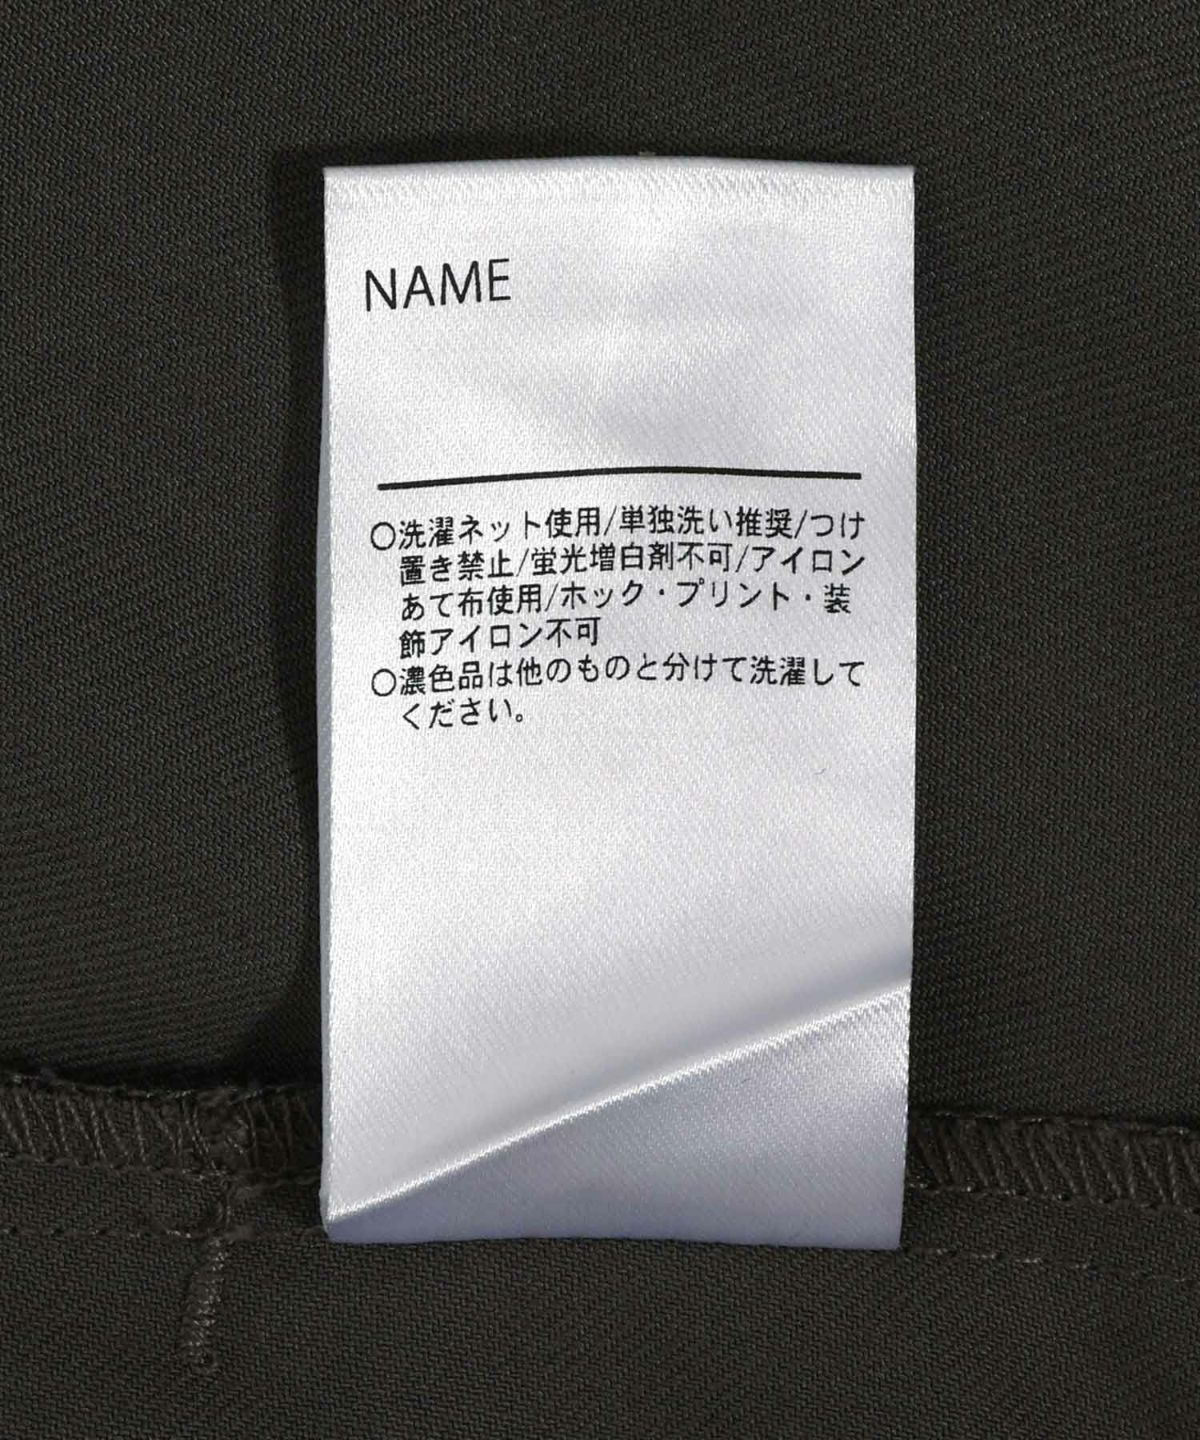 NAME
○洗濯ネット使用/単独洗い推奨/つけ
置き禁止/蛍光増白剤不可/アイロン
あて布使用/ホック・プリント・装
飾アイロン不可
○濃色品は他のものと分けて洗濯して
ください。